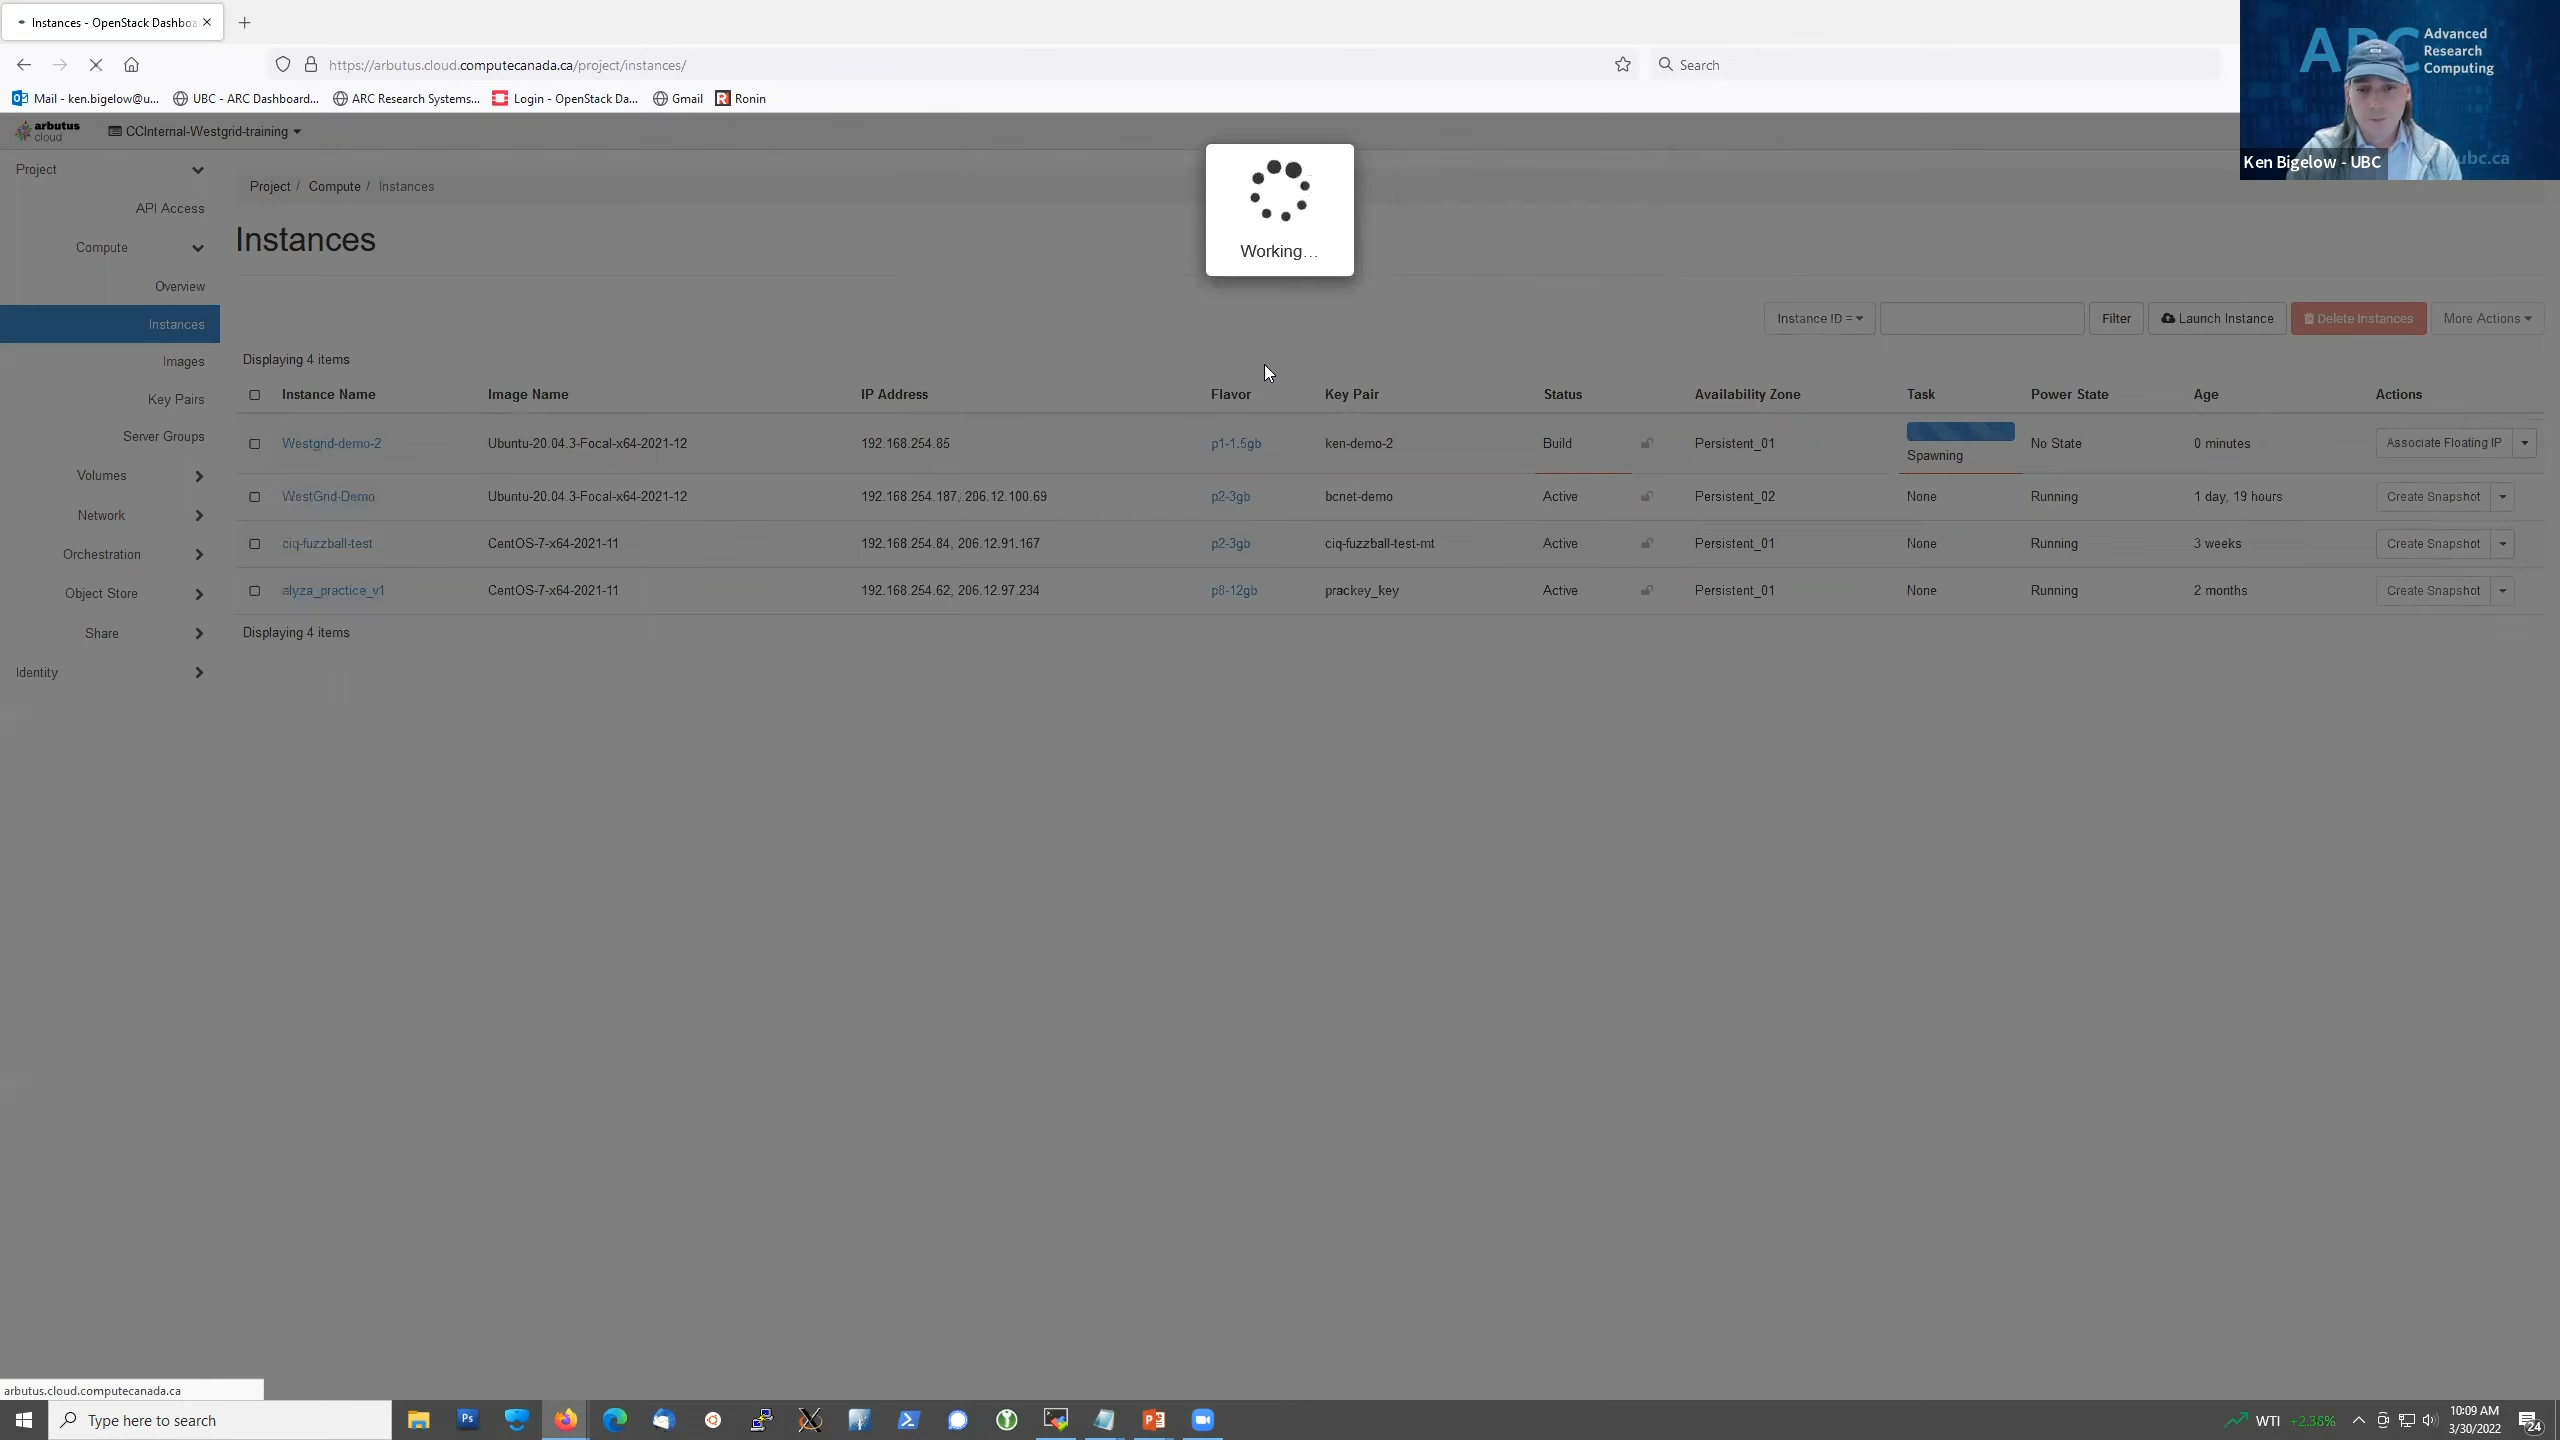 Instances - OpenStack Dashboa
https://arbutus.cloud.computecanada.ca/project/instances/
Search
Mail - ken.bigelow@u... UBC - ARC Dashboard... ARC Research Systems... Login - OpenStack Da... Gmail Ronin
Advanced
Research
Computing
ubc.ca
Ken Bigelow - UBC
arbutus
cloud
CCInternal-Westgrid-training
Project
API Access
Compute
Overview
Instances
Images
Key Pairs
Server Groups
Volumes
Network
Orchestration
Object Store
Share
Identity
Project / Compute / Instances
Instances
Working...
Instance ID = Filter Launch Instance Delete Instances More Actions
Displaying 4 items
Instance Name Image Name IP Address Flavor Key Pair Status Availability Zone Task Power State Age Actions
Westgrid-demo-2 Ubuntu-20.04.3-Focal-x64-2021-12 192.168.254.85 p1-1.5gb ken-demo-2 Build Persistent_01 Spawning No State 0 minutes Associate Floating IP
WestGrid-Demo Ubuntu-20.04.3-Focal-x64-2021-12 192.168.254.187, 206.12.100.69 p2-3gb bcnet-demo Active Persistent_02 None Running 1 day, 19 hours Create Snapshot
ciq-fuzzball-test CentOS-7-x64-2021-11 192.168.254.84, 206.12.91.167 p2-3gb ciq-fuzzball-test-mt Active Persistent_01 None Running 3 weeks Create Snapshot
alyza_practice_v1 CentOS-7-x64-2021-11 192.168.254.62, 206.12.97.234 p8-12gb prackey_key Active Persistent_01 None Running 2 months Create Snapshot
Displaying 4 items
arbutus.cloud.computecanada.ca
Type here to search
Ps
WTI +2.38%
10:09 AM
3/30/2022
24